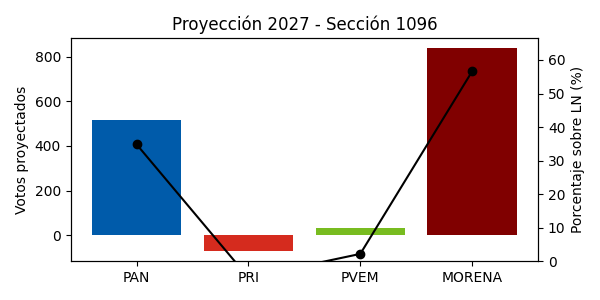 Proyección 2027 - Sección 1096
Votos proyectados
800
600
400
200
0
Porcentaje sobre LN (%)
60
50
40
30
20
10
0
PAN
PRI
PVEM
MORENA